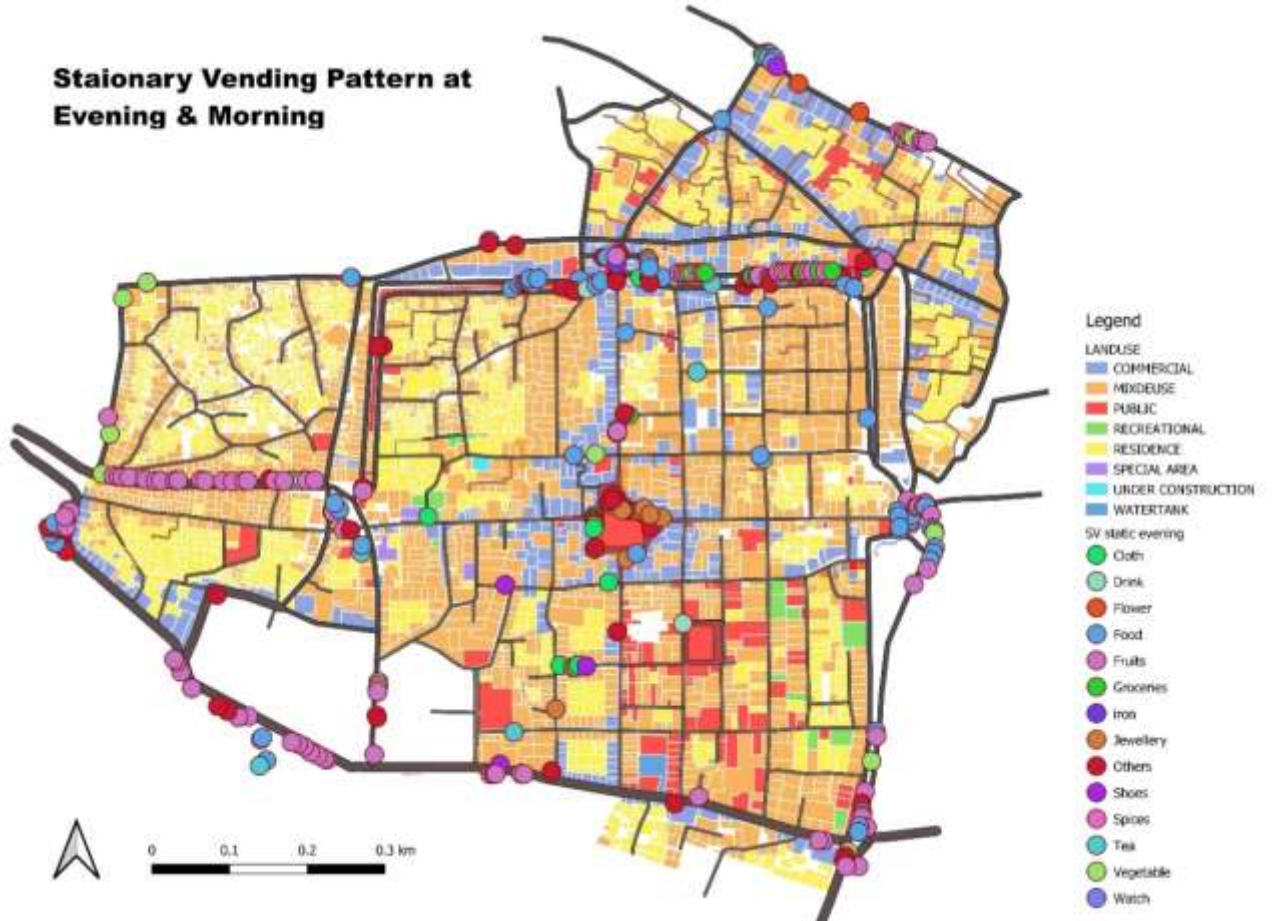 Staionary Vending Pattern at
Evening & Morning
Legend
LANDUSE
COMMERCIAL
MIXDEUSE
PUBLIC
RECREATIONAL
RESIDENCE
SPECIAL AREA
UNDER CONSTRUCTION
WATERTANK
SV static evening
Cloth
Drink
Flower
Food
Fruits
Groceries
Iron
Jewellery
Others
Shoes
Spices
Tea
Vegetable
Watch
0 0.1 0.2 0.3 km